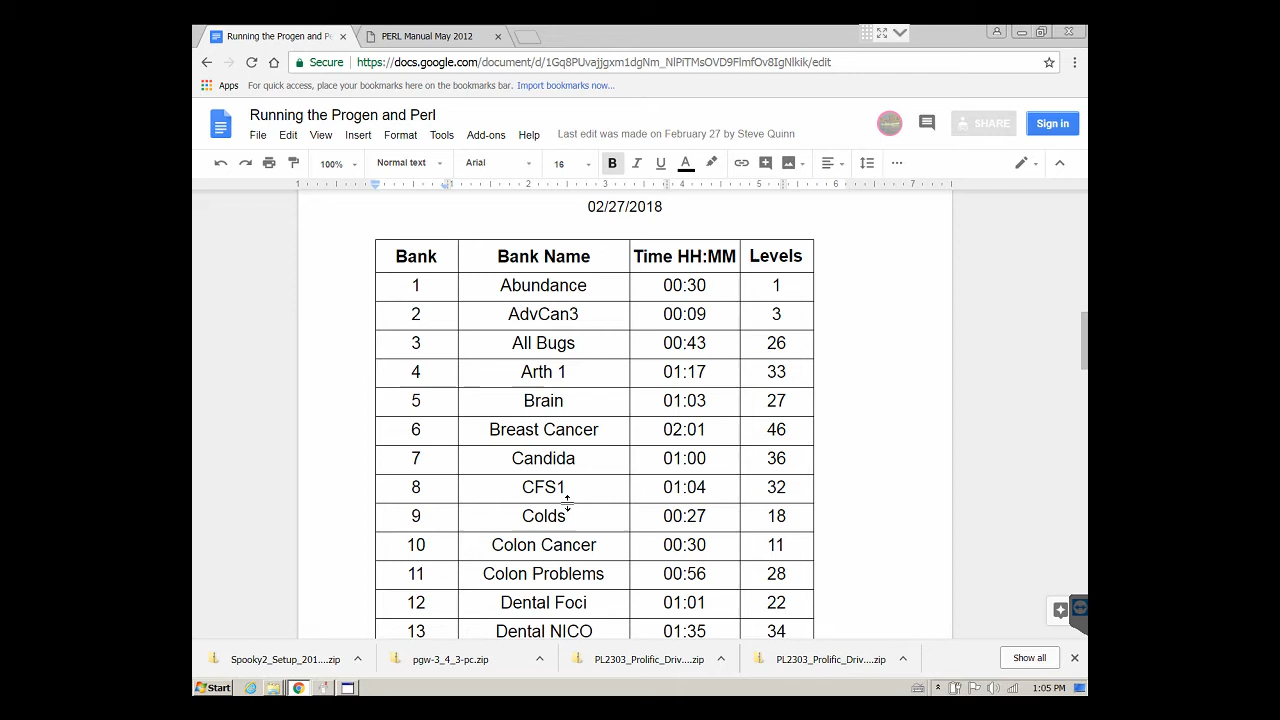 Running the Progen and Pe
PERL Manual May 2012
Secure
https://docs.google.com/document/d/1Gq8PUvajjgxm1dgNm_NlPiTMsOVD9FlmfOv8IgNlkik/edit
Apps
For quick access, place your bookmarks here on the bookmarks bar. Import bookmarks now...
Running the Progen and Perl
File Edit View Insert Format Tools Add-ons Help Last edit was made on February 27 by Steve Quinn
SHARE
Sign in
100% Normal text Arial 16 B I U A
1 1 2 3 4 5 6 7
02/27/2018
Bank Bank Name Time HH:MM Levels
1 Abundance 00:30 1
2 AdvCan3 00:09 3
3 All Bugs 00:43 26
4 Arth 1 01:17 33
5 Brain 01:03 27
6 Breast Cancer 02:01 46
7 Candida 01:00 36
8 CFS1 01:04 32
9 Colds 00:27 18
10 Colon Cancer 00:30 11
11 Colon Problems 00:56 28
12 Dental Foci 01:01 22
13 Dental NICO 01:35 34
Spooky2_Setup_201....zip pgw-3_4_3-pc.zip PL2303_Prolific_Driv....zip PL2303_Prolific_Driv....zip Show all
Start 1:05 PM